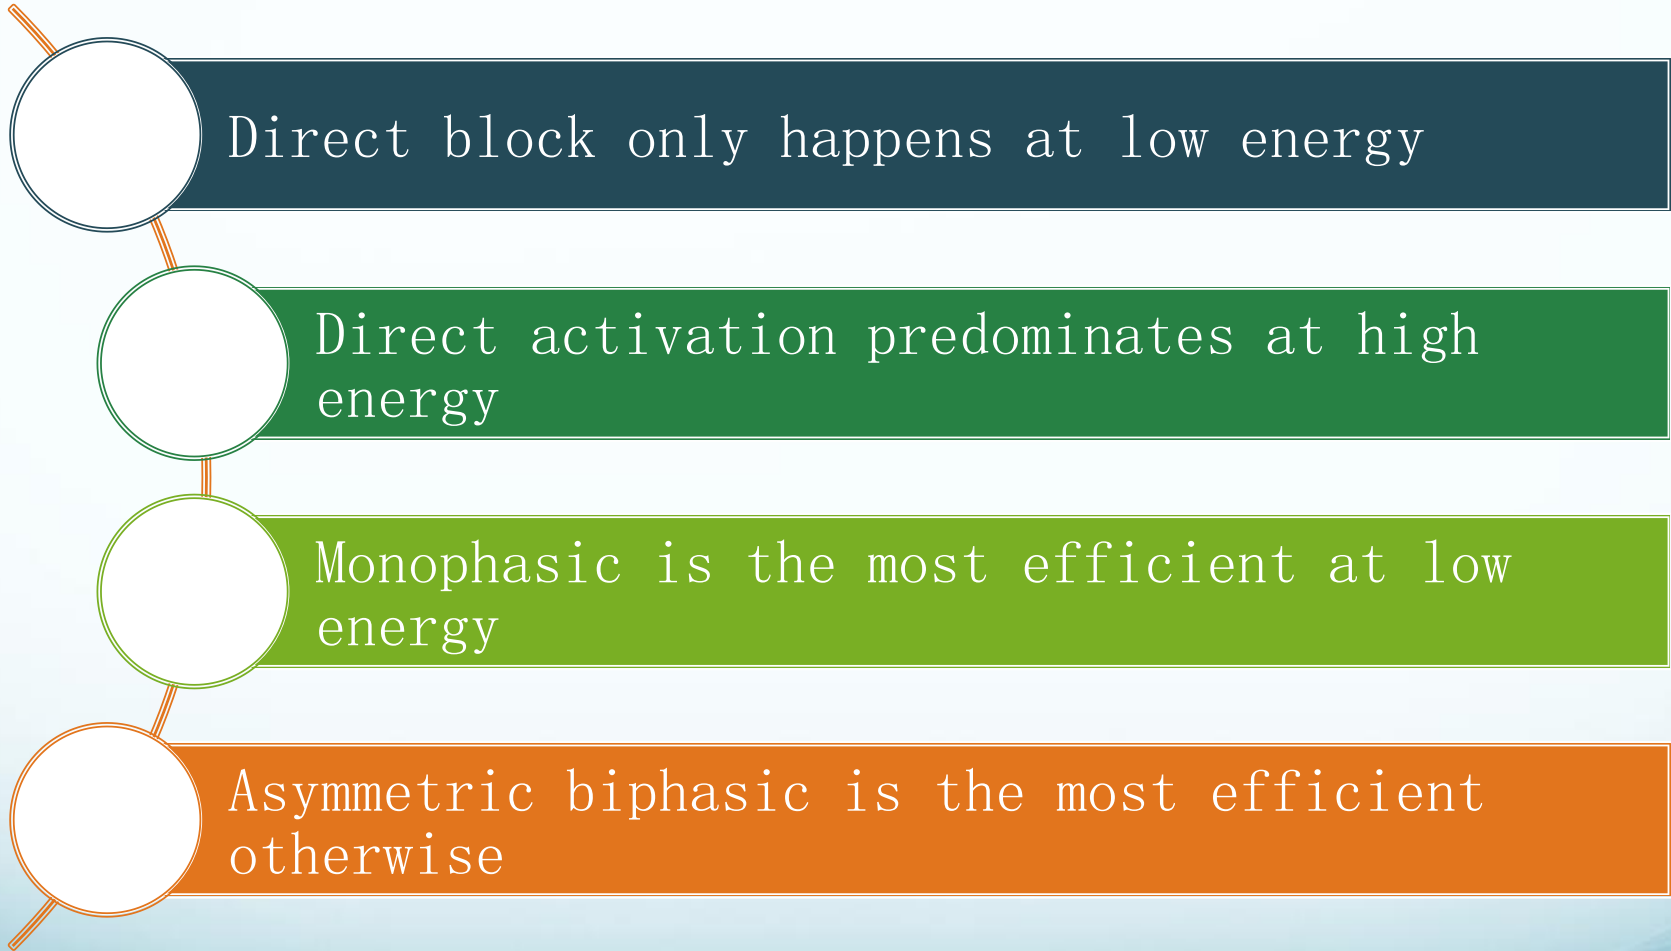 Direct block only happens at low energy
Direct activation predominates at high
energy
Monophasic is the most efficient at low
energy
Asymmetric biphasic is the most efficient
otherwise